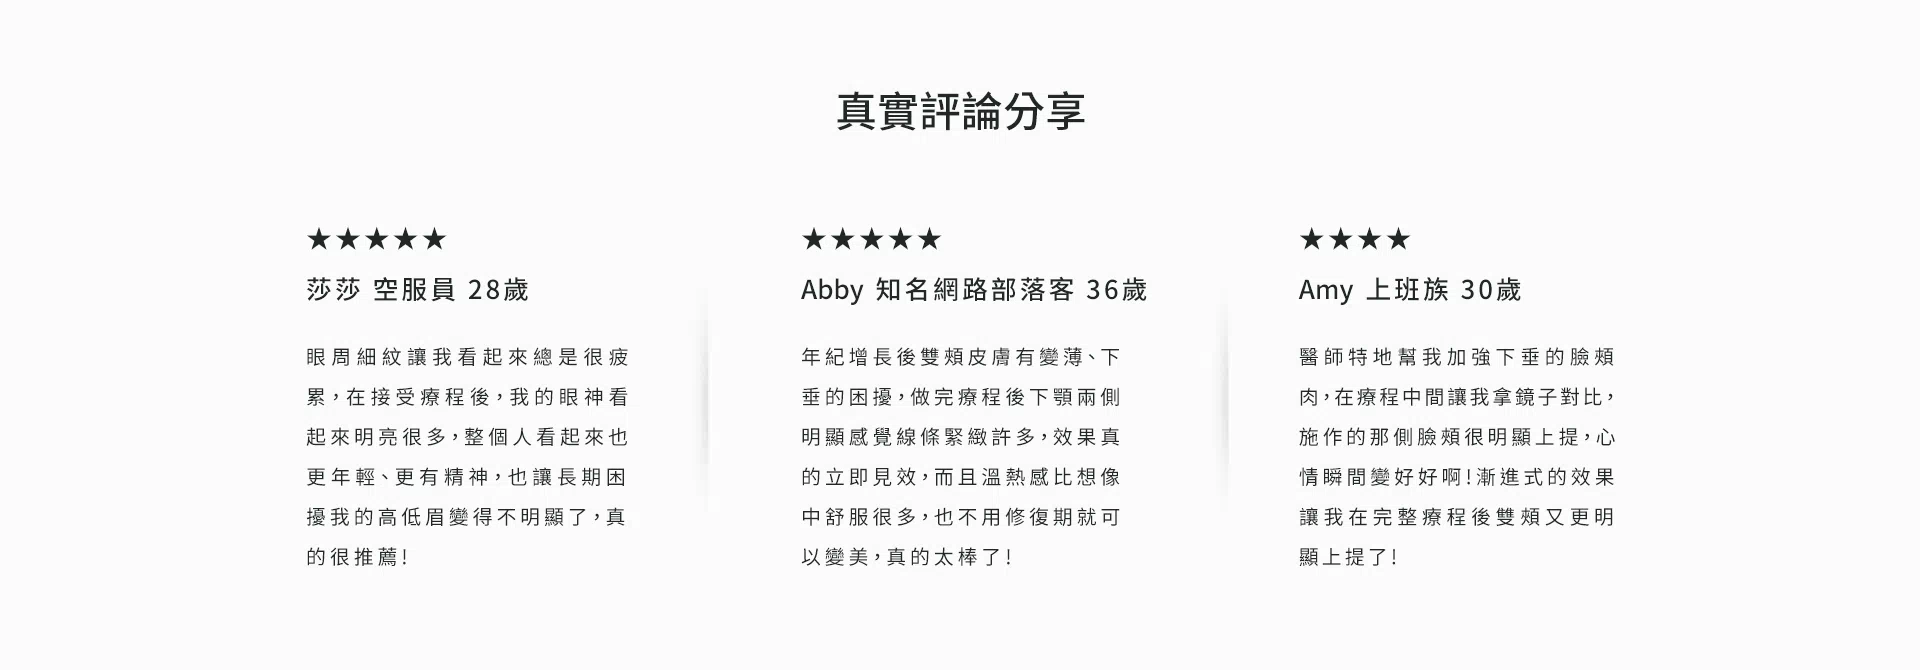 真實評論分享
★★★★★
莎莎 空服員 28歲
眼周細紋讓我看起來總是很疲
累，在接受療程後，我的眼神看
起來明亮很多，整個人看起來也
更年輕、更有精神，也讓長期困
擾我的高低眉變得不明顯了，真
的很推薦！
★★★★★
Abby 知名網路部落客 36歲
年紀增長後雙頰皮膚有變薄、下
垂的困擾，做完療程後下顎兩側
明顯感覺線條緊緻許多，效果真
的立即見效，而且溫熱感比想像
中舒服很多，也不用修復期就可
以變美，真的太棒了！
★★★★
Amy 上班族 30歲
醫師特地幫我加強下垂的臉頰
肉，在療程中間讓我拿鏡子對比，
施作的那側臉頰很明顯上提，心
情瞬間變好好啊！漸進式的效果
讓我在完整療程後雙頰又更明
顯上提了！